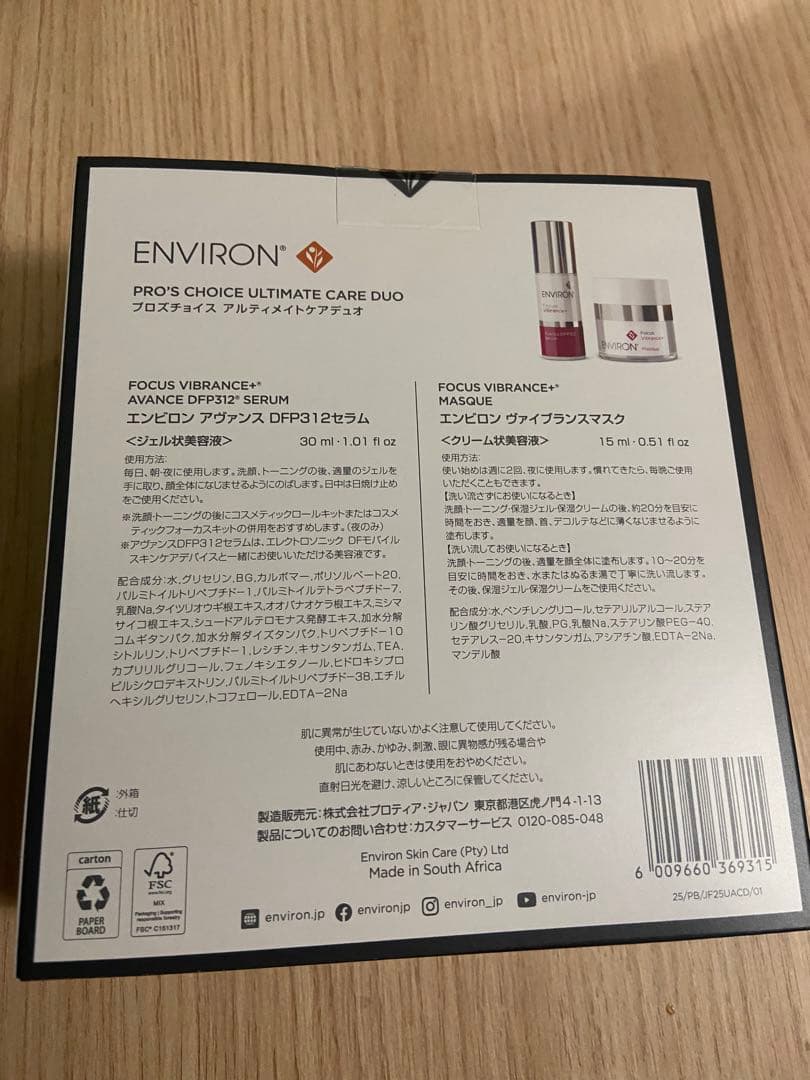 ENVIRON®
PRO'S CHOICE ULTIMATE CARE DUO
プロズチョイス アルティメイトケアデュオ
ENVIRON
Focus
Vibrance+
Focus
Vibrance+
Masque
ENVIRON
FOCUS VIBRANCE+®
AVANCE DFP312® SERUM
エンビロン アヴァンス DFP312セラム
<ジェル状美容液> 30 ml · 1.01 fl oz
使用方法:
毎日、朝・夜に使用します。洗顔、トーニングの後、適量のジェルを
手に取り、顔全体になじませるようにのばします。日中は日焼け止め
をご使用ください。
※洗顔・トーニングの後にコスメティックロールキットまたはコスメ
ティックフォーカスキットの併用をおすすめします。(夜のみ)
※アヴァンスDFP312セラムは、エレクトロソニック DFモバイル
スキンケアデバイスと一緒にお使いいただける美容液です。
配合成分:水,グリセリン,BG,カルボマー,ポリソルベート20,
パルミトイルトリペプチド-1,パルミトイルテトラペプチド-7,
乳酸Na,タイツリオウギ根エキス,オオバナオケラ根エキス,ミシマ
サイコ根エキス,シュードアルテロモナス発酵エキス,加水分解
コムギタンパク,加水分解ダイズタンパク,トリペプチド-10
シトルリン,トリペプチド-1,レシチン,キサンタンガム,TEA,
カプリリルグリコール,フェノキシエタノール,ヒドロキシプロ
ピルシクロデキストリン,パルミトイルトリペプチド-38,エチル
ヘキシルグリセリン,トコフェロール,EDTA-2Na
FOCUS VIBRANCE+®
MASQUE
エンビロン ヴァイブランスマスク
<クリーム状美容液> 15 ml · 0.51 fl oz
使用方法:
使い始めは週に2回、夜に使用します。慣れてきたら、毎晩ご使用
いただくこともできます。
【洗い流さずにお使いになるとき】
洗顔・トーニング・保湿ジェル・保湿クリームの後、約20分を目安に
時間をおき、適量を顔、首、デコルテなどに薄くなじませるように
塗布します。
【洗い流してお使いになるとき】
洗顔・トーニングの後、適量を顔全体に塗布します。10〜20分を
目安に時間をおき、水またはぬるま湯で丁寧に洗い流します。
その後、保湿ジェル・保湿クリームをご使用ください。
配合成分:水,ペンチレングリコール,セテアリルアルコール,ステア
リン酸グリセリル,乳酸,PG,乳酸Na,ステアリン酸PEG-40,
セテアレス-20,キサンタンガム,アシアチン酸,EDTA-2Na,
マンデル酸
肌に異常が生じていないかよく注意して使用してください。
使用中、赤み、かゆみ、刺激、眼に異物感が残る場合や
肌にあわないときは使用をおやめください。
直射日光を避け、涼しいところに保管してください。
紙
:外箱
:仕切
製造販売元:株式会社プロティア・ジャパン 東京都港区虎ノ門4-1-13
製品についてのお問い合わせ:カスタマーサービス 0120-085-048
Environ Skin Care (Pty) Ltd
Made in South Africa
carton
PAPER
BOARD
FSC
www.fsc.org
MIX
Packaging | Supporting
responsible forestry
FSC® C151317
environ.jp environjp environ_jp environ-jp
6 009660 369315
25/PB/JF25UACD/01